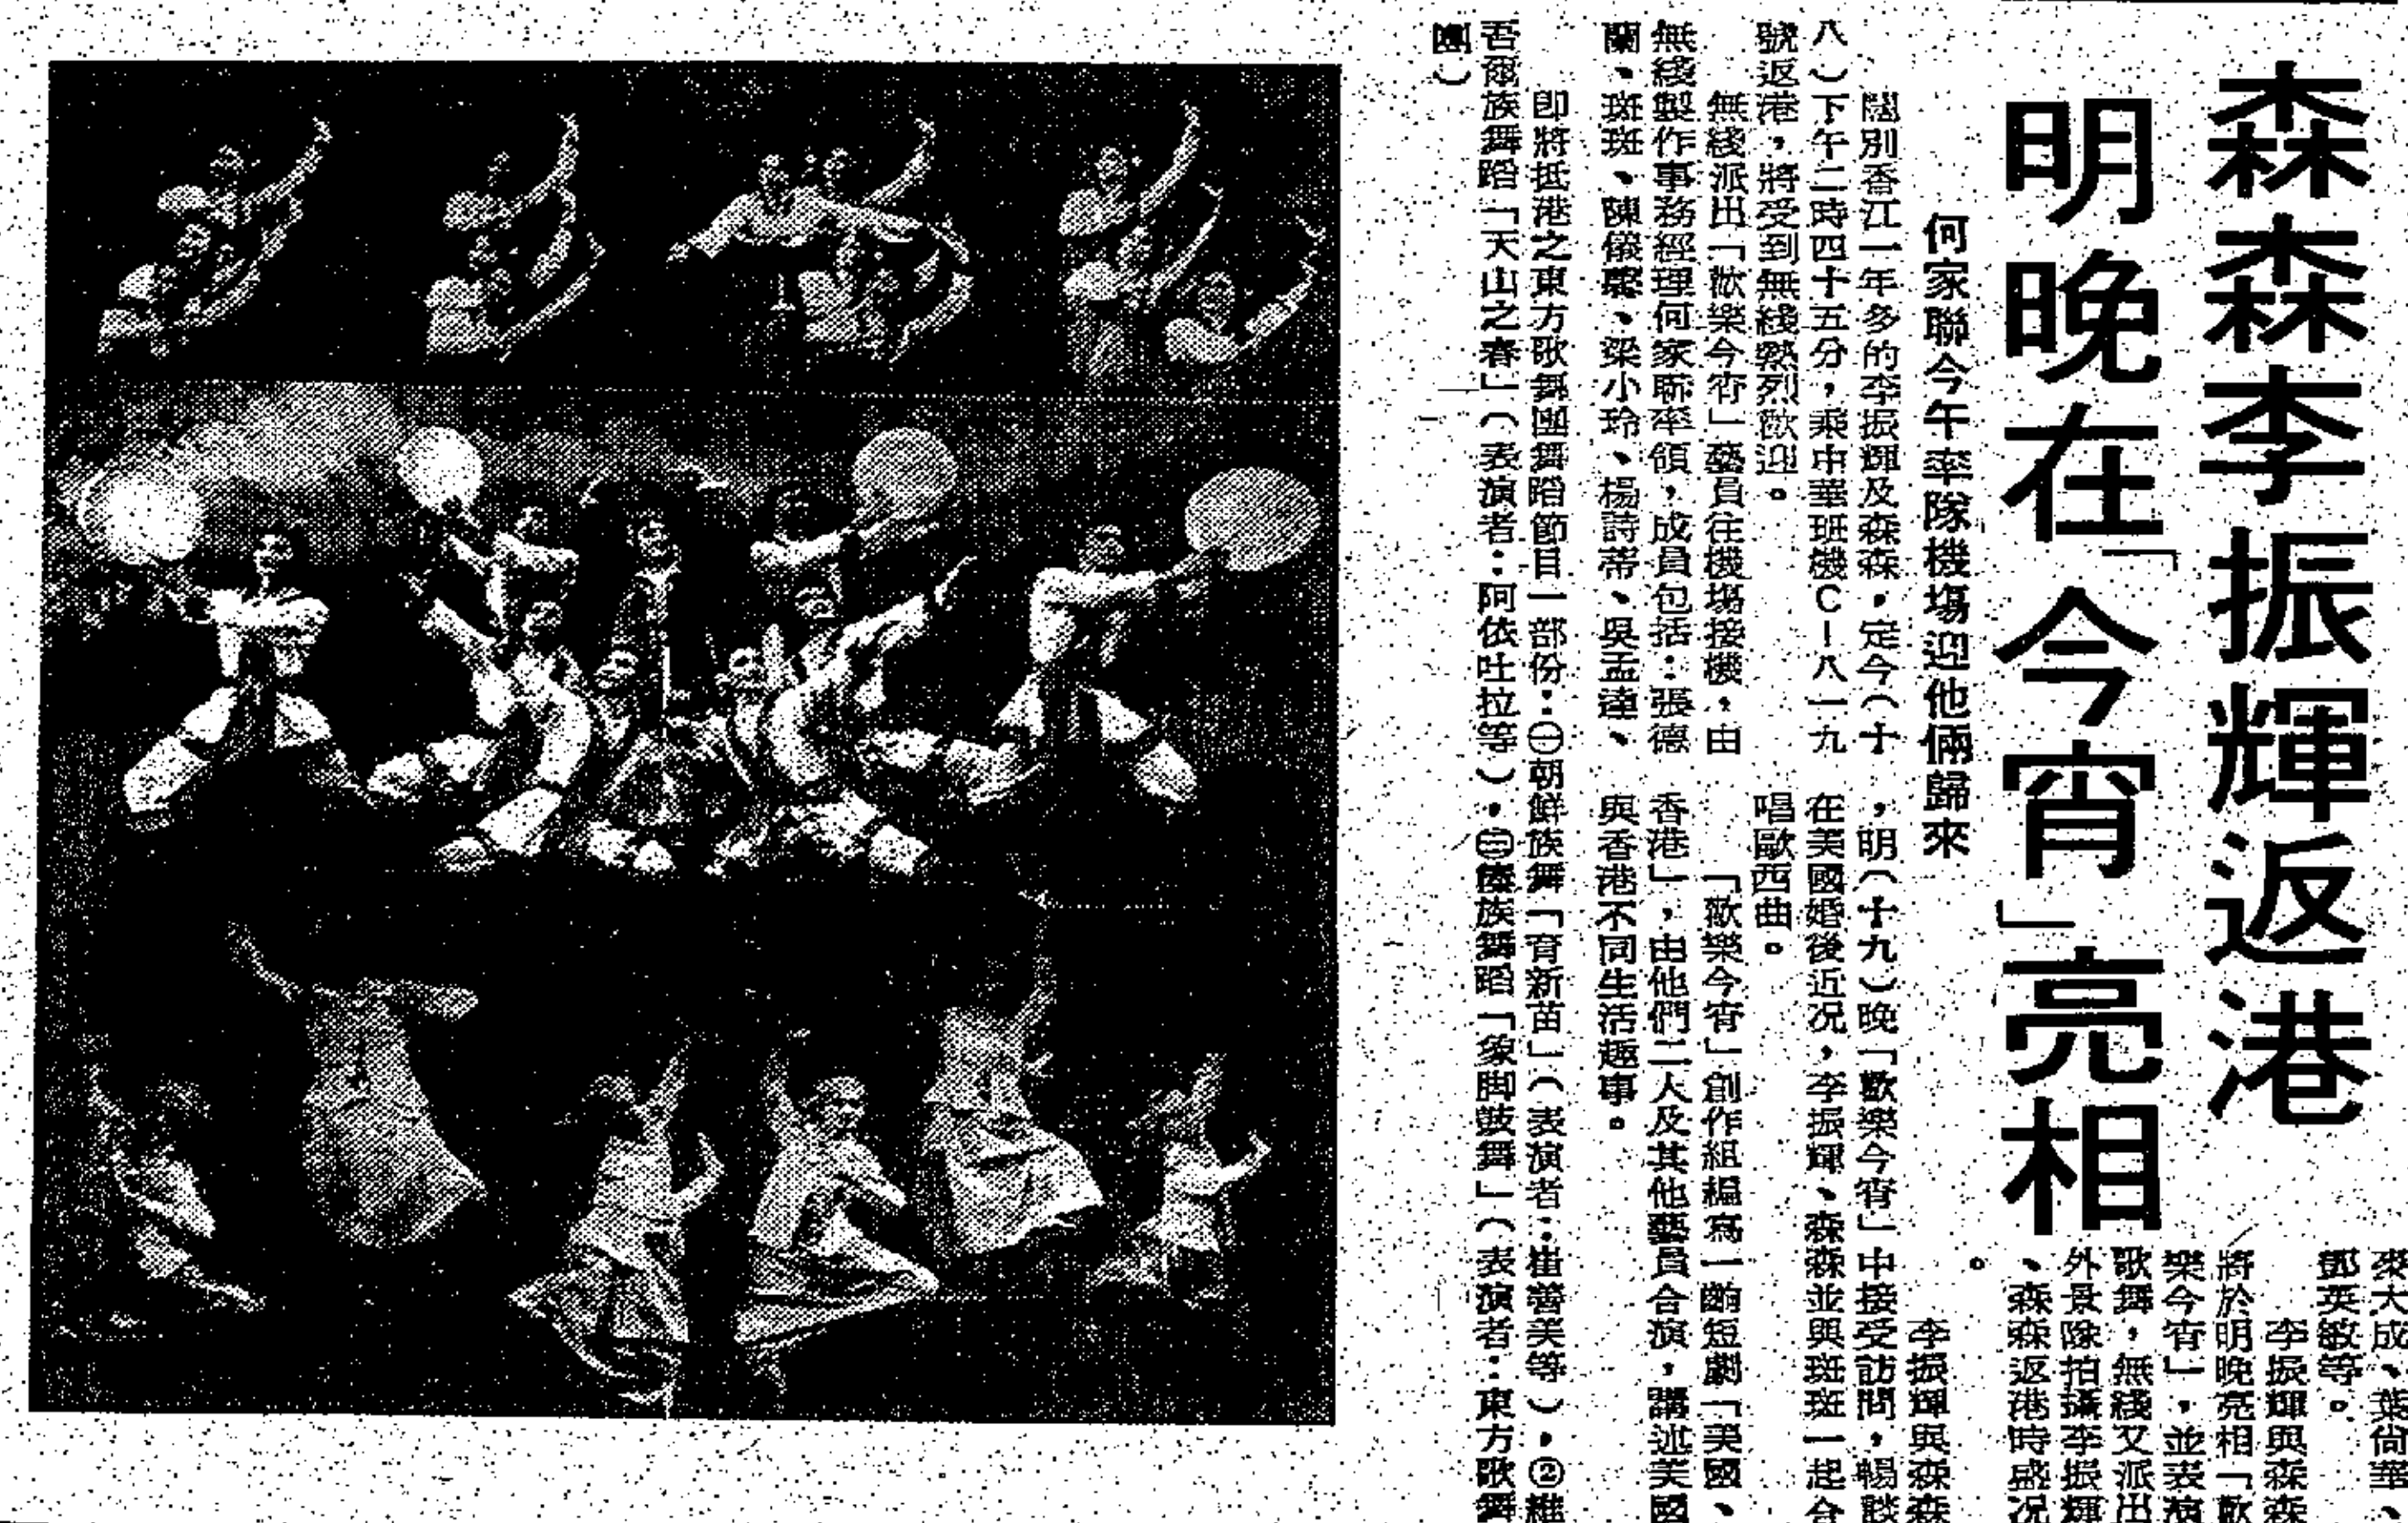 森森李振輝返港
明晚在「今宵」亮相
何家聯今午率隊機場迎他倆歸來
闊別香江一年多的李振輝及森森,定今(十
八)下午二時四十五分,乘中華班機CI八一九
號返港,將受到無綫熱烈歡迎。
無綫派出「歡樂今宵」藝員往機塲接機,由
無綫製作事務經理何家聯率領,成員包括:張德
蘭、斑斑、陳儀馨、梁小玲、楊詩蒂、吳孟達、
麥大成、葉尚華、
鄧英敏等。
李振輝與森森
將於明晚亮相「歡
樂今宵」,並表演
歌舞,無綫又派出
外景隊拍攝李振輝
、森森返港時盛況
。
李振輝與森森
,明(十九)晚「歡樂今宵」中接受訪問,暢談
在美國婚後近況,李振輝、森森並與斑斑一起合
唱歐西曲。
「歡樂今宵」創作組編寫一齣短劇「美國、
香港」,由他們二人及其他藝員合演,講述美國
與香港不同生活趣事。
即將抵港之東方歌舞團舞蹈節目一部份:㊀朝鮮族舞「育新苗」(表演者:崔善美等),②維
吾爾族舞蹈「天山之春」(表演者:阿依吐拉等),㊂傣族舞蹈「象脚鼓舞」(表演者:東方歌舞
團)